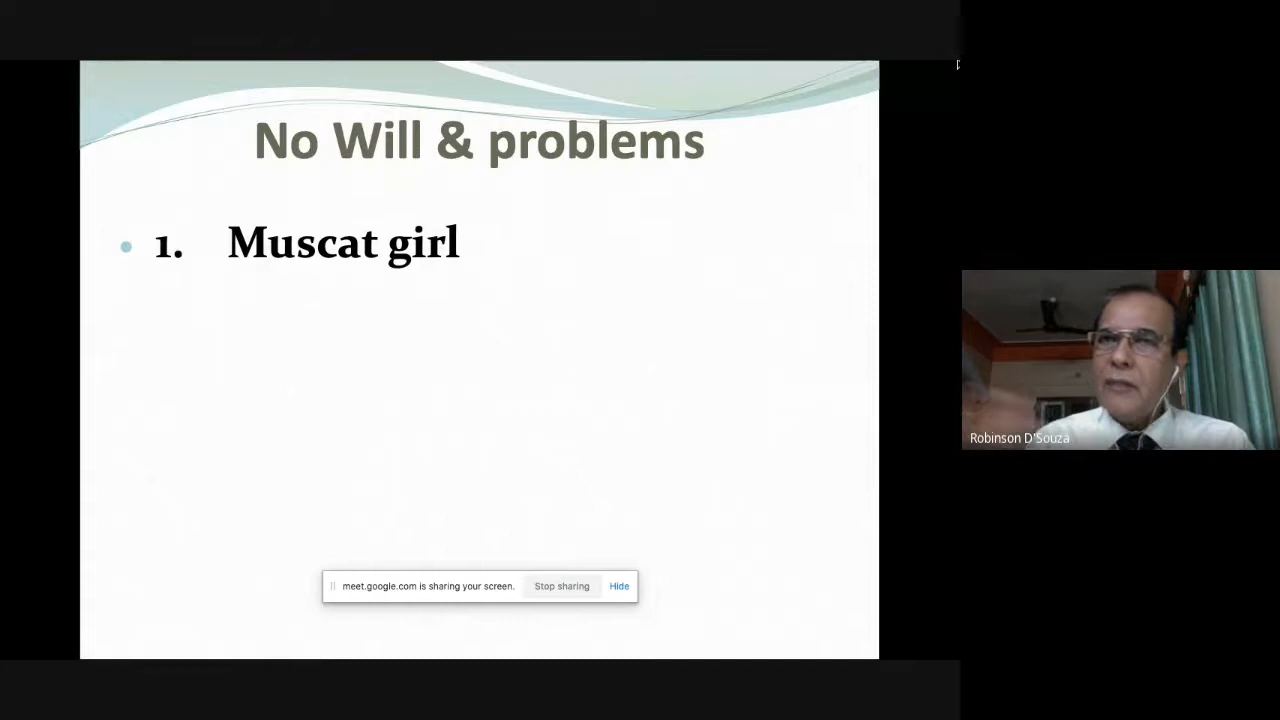 No Will & problems
1. Muscat girl
meet.google.com is sharing your screen. Stop sharing Hide
Robinson D'Souza